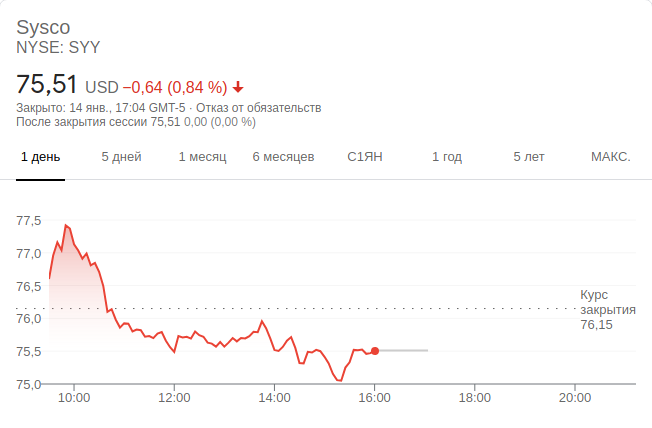 Sysco
NYSE: SYY
75,51 USD −0,64 (0,84 %)
Закрыто: 14 янв., 17:04 GMT-5 · Отказ от обязательств
После закрытия сессии 75,51 0,00 (0,00 %)
1 день 5 дней 1 месяц 6 месяцев С1ЯН 1 год 5 лет МАКС.
77,5
77,0
76,5
76,0
75,5
75,0
Курс
закрытия
76,15
10:00 12:00 14:00 16:00 18:00 20:00